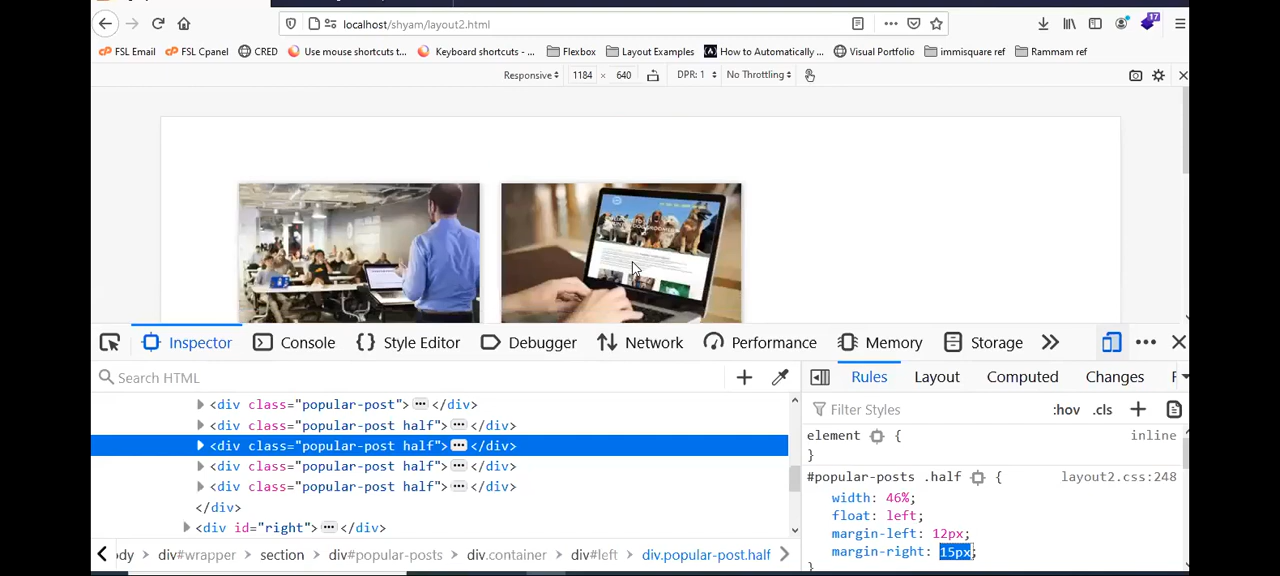 localhost/shyam/layout2.html
17
FSL Email FSL Cpanel CRED Use mouse shortcuts t... Keyboard shortcuts - ... Flexbox Layout Examples How to Automatically ... Visual Portfolio immisquare ref Rammam ref
Responsive 1184 × 640 DPR: 1 No Throttling
Inspector Console Style Editor Debugger Network Performance Memory Storage
Search HTML
Rules Layout Computed Changes F
<div class="popular-post"> ••• </div>
<div class="popular-post half"> ••• </div>
<div class="popular-post half"> ••• </div>
<div class="popular-post half"> ••• </div>
<div class="popular-post half"> ••• </div>
</div>
<div id="right"> ••• </div>
Filter Styles :hov .cls
element { inline
}
#popular-posts .half { layout2.css:248
width: 46%;
float: left;
margin-left: 12px;
margin-right: 15px;
}
ody div#wrapper section div#popular-posts div.container div#left div.popular-post.half